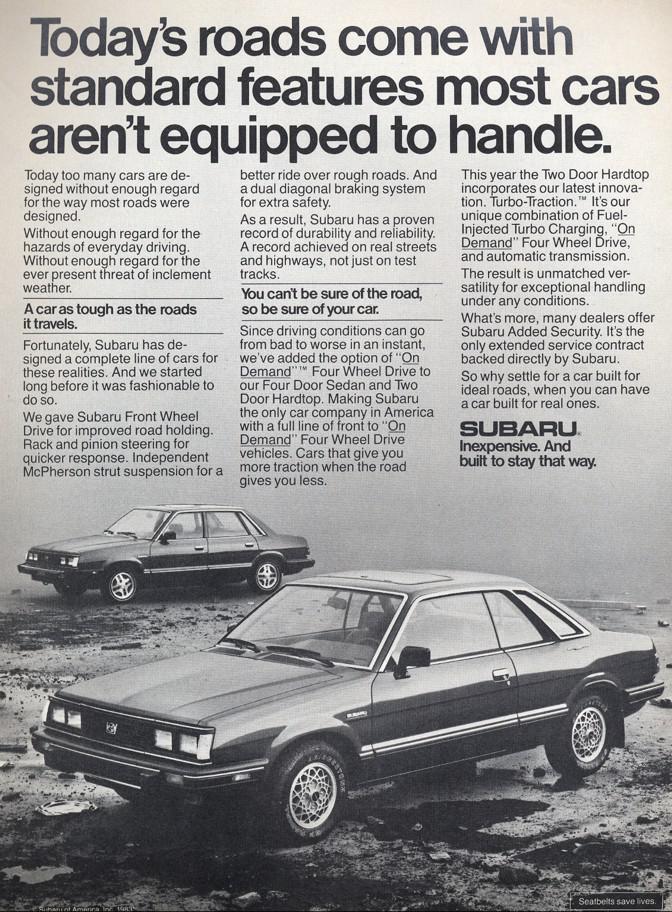 Today's roads come with
standard features most cars
aren't equipped to handle.
Today too many cars are de-
signed without enough regard
for the way most roads were
designed.
Without enough regard for the
hazards of everyday driving.
Without enough regard for the
ever present threat of inclement
weather.
A car as tough as the roads
it travels.
Fortunately, Subaru has de-
signed a complete line of cars for
these realities. And we started
long before it was fashionable to
do so.
We gave Subaru Front Wheel
Drive for improved road holding.
Rack and pinion steering for
quicker response. Independent
McPherson strut suspension for a
better ride over rough roads. And
a dual diagonal braking system
for extra safety.
As a result, Subaru has a proven
record of durability and reliability.
A record achieved on real streets
and highways, not just on test
tracks.
You can't be sure of the road,
so be sure of your car.
Since driving conditions can go
from bad to worse in an instant,
we've added the option of "On
Demand"™ Four Wheel Drive to
our Four Door Sedan and Two
Door Hardtop. Making Subaru
the only car company in America
with a full line of front to "On
Demand" Four Wheel Drive
vehicles. Cars that give you
more traction when the road
gives you less.
This year the Two Door Hardtop
incorporates our latest innova-
tion. Turbo-Traction.™ It's our
unique combination of Fuel-
Injected Turbo Charging, "On
Demand" Four Wheel Drive,
and automatic transmission.
The result is unmatched ver-
satility for exceptional handling
under any conditions.
What's more, many dealers offer
Subaru Added Security. It's the
only extended service contract
backed directly by Subaru.
So why settle for a car built for
ideal roads, when you can have
a car built for real ones.
SUBARU®
Inexpensive. And
built to stay that way.
SUBARU
© Subaru of America, Inc. 1983
Seatbelts save lives.